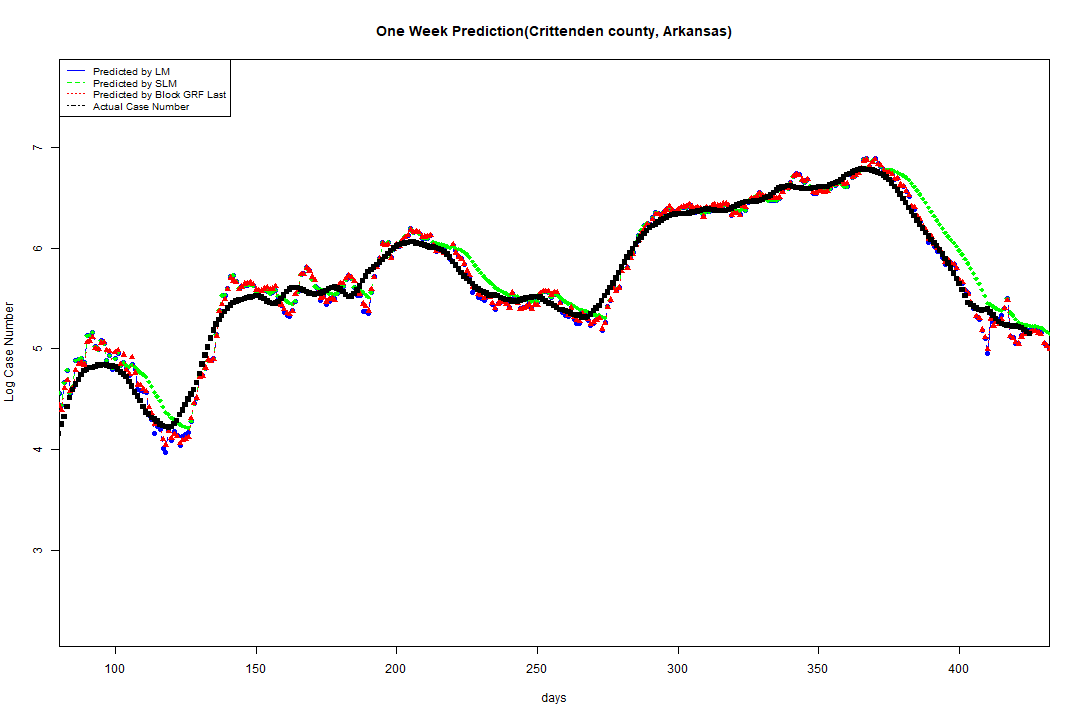 One Week Prediction(Crittenden county, Arkansas)
Predicted by LM
Predicted by SLM
Predicted by Block GRF Last
Actual Case Number
7
6
5
4
3
Log Case Number
100 150 200 250 300 350 400
days